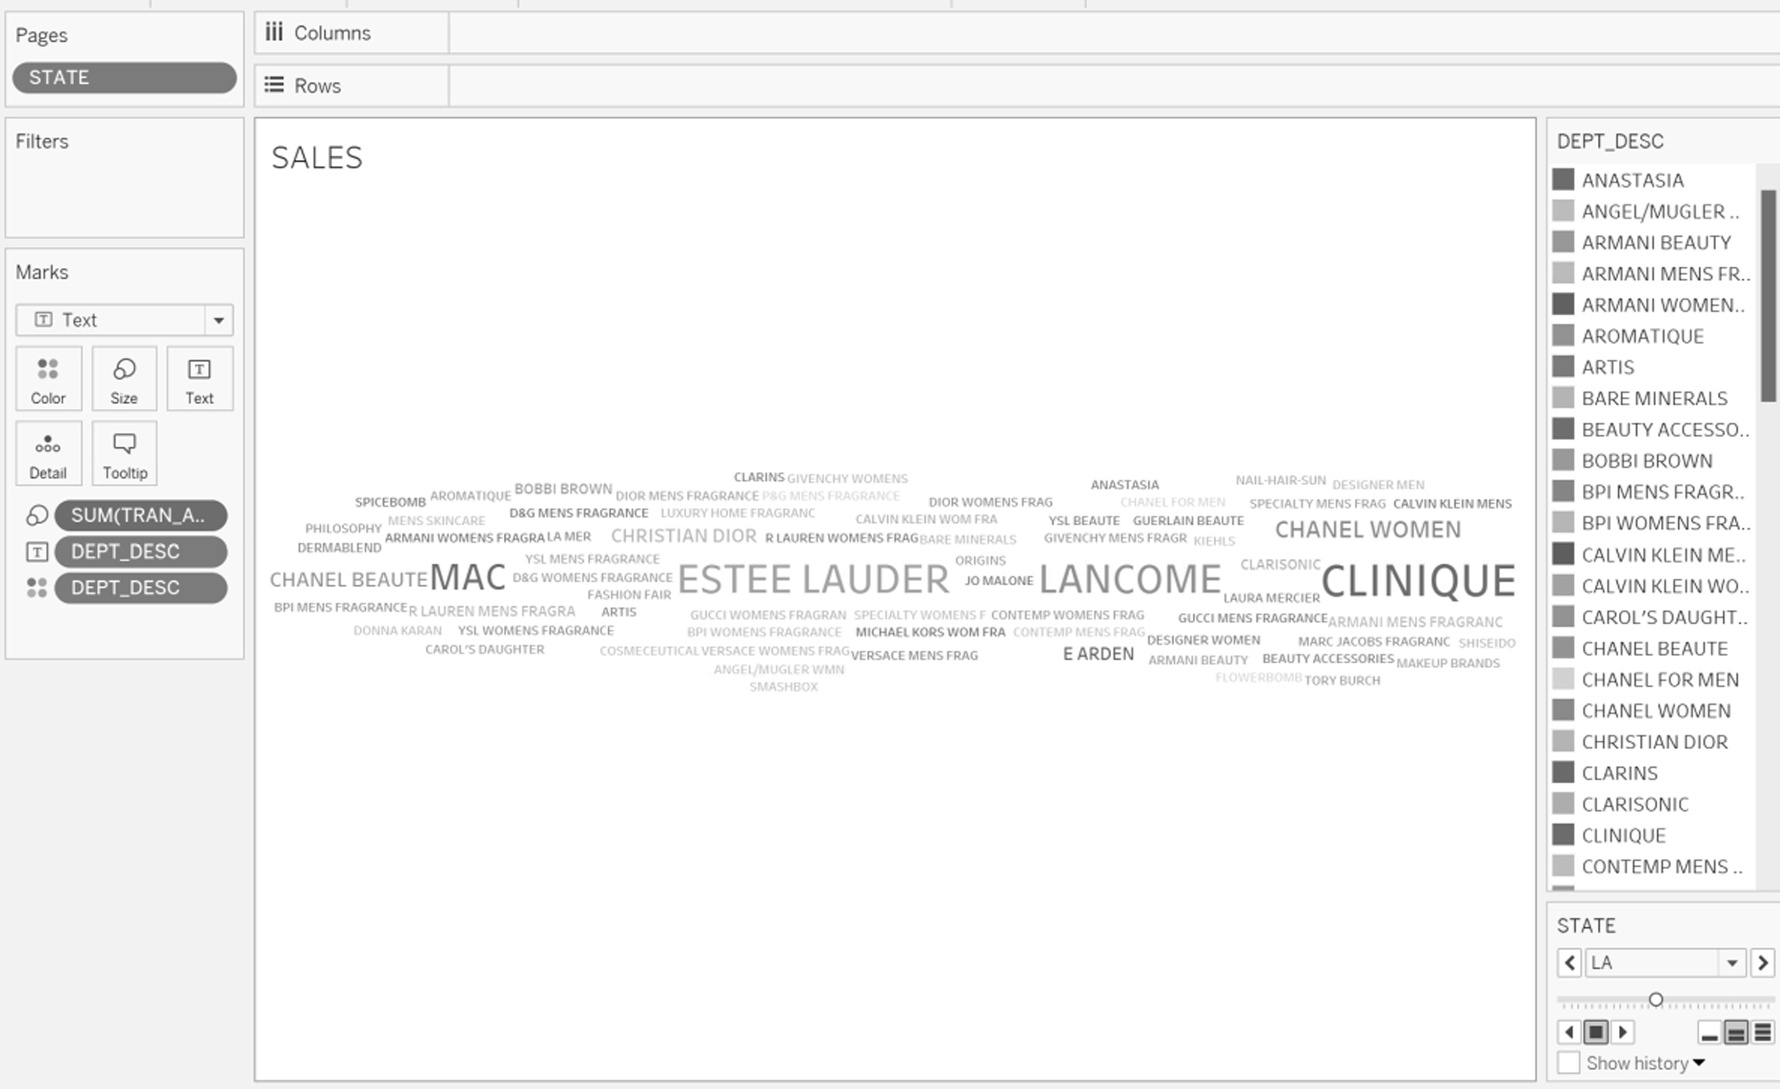 Pages
STATE
Filters
Marks
Text
Color
Size
Text
Detail
Tooltip
SUM(TRAN_A..
DEPT_DESC
DEPT_DESC
Columns
Rows
SALES
CLARINS GIVENCHY WOMENS
ANASTASIA
NAIL-HAIR-SUN DESIGNER MEN
SPICEBOMB AROMATIQUE BOBBI BROWN DIOR MENS FRAGRANCE P&G MENS FRAGRANCE
DIOR WOMENS FRAG CHANEL FOR MEN SPECIALTY MENS FRAG CALVIN KLEIN MENS
PHILOSOPHY MENS SKINCARE D&G MENS FRAGRANCE LUXURY HOME FRAGRANC
CALVIN KLEIN WOM FRA YSL BEAUTE GUERLAIN BEAUTE
DERMABLEND ARMANI WOMENS FRAGRA LA MER CHRISTIAN DIOR R LAUREN WOMENS FRAG BARE MINERALS
GIVENCHY MENS FRAGR KIEHLS CHANEL WOMEN
YSL MENS FRAGRANCE
ORIGINS
CLARISONIC
CHANEL BEAUTE MAC D&G WOMENS FRAGRANCE ESTEE LAUDER JO MALONE LANCOME CLINIQUE
FASHION FAIR
LAURA MERCIER
BPI MENS FRAGRANCE R LAUREN MENS FRAGRA ARTIS
GUCCI WOMENS FRAGRAN SPECIALTY WOMENS F CONTEMP WOMENS FRAG GUCCI MENS FRAGRANCE ARMANI MENS FRAGRANC
DONNA KARAN YSL WOMENS FRAGRANCE
BPI WOMENS FRAGRANCE MICHAEL KORS WOM FRA CONTEMP MENS FRAG DESIGNER WOMEN MARC JACOBS FRAGRANC SHISEIDO
CAROL'S DAUGHTER COSMECEUTICAL VERSACE WOMENS FRAG VERSACE MENS FRAG E ARDEN ARMANI BEAUTY BEAUTY ACCESSORIES MAKEUP BRANDS
ANGEL/MUGLER WMN
FLOWERBOMB TORY BURCH
SMASHBOX
DEPT_DESC
ANASTASIA
ANGEL/MUGLER ..
ARMANI BEAUTY
ARMANI MENS FR..
ARMANI WOMEN..
AROMATIQUE
ARTIS
BARE MINERALS
BEAUTY ACCESSO..
BOBBI BROWN
BPI MENS FRAGR..
BPI WOMENS FRA..
CALVIN KLEIN ME..
CALVIN KLEIN WO..
CAROL'S DAUGHT..
CHANEL BEAUTE
CHANEL FOR MEN
CHANEL WOMEN
CHRISTIAN DIOR
CLARINS
CLARISONIC
CLINIQUE
CONTEMP MENS ..
STATE
LA
Show history